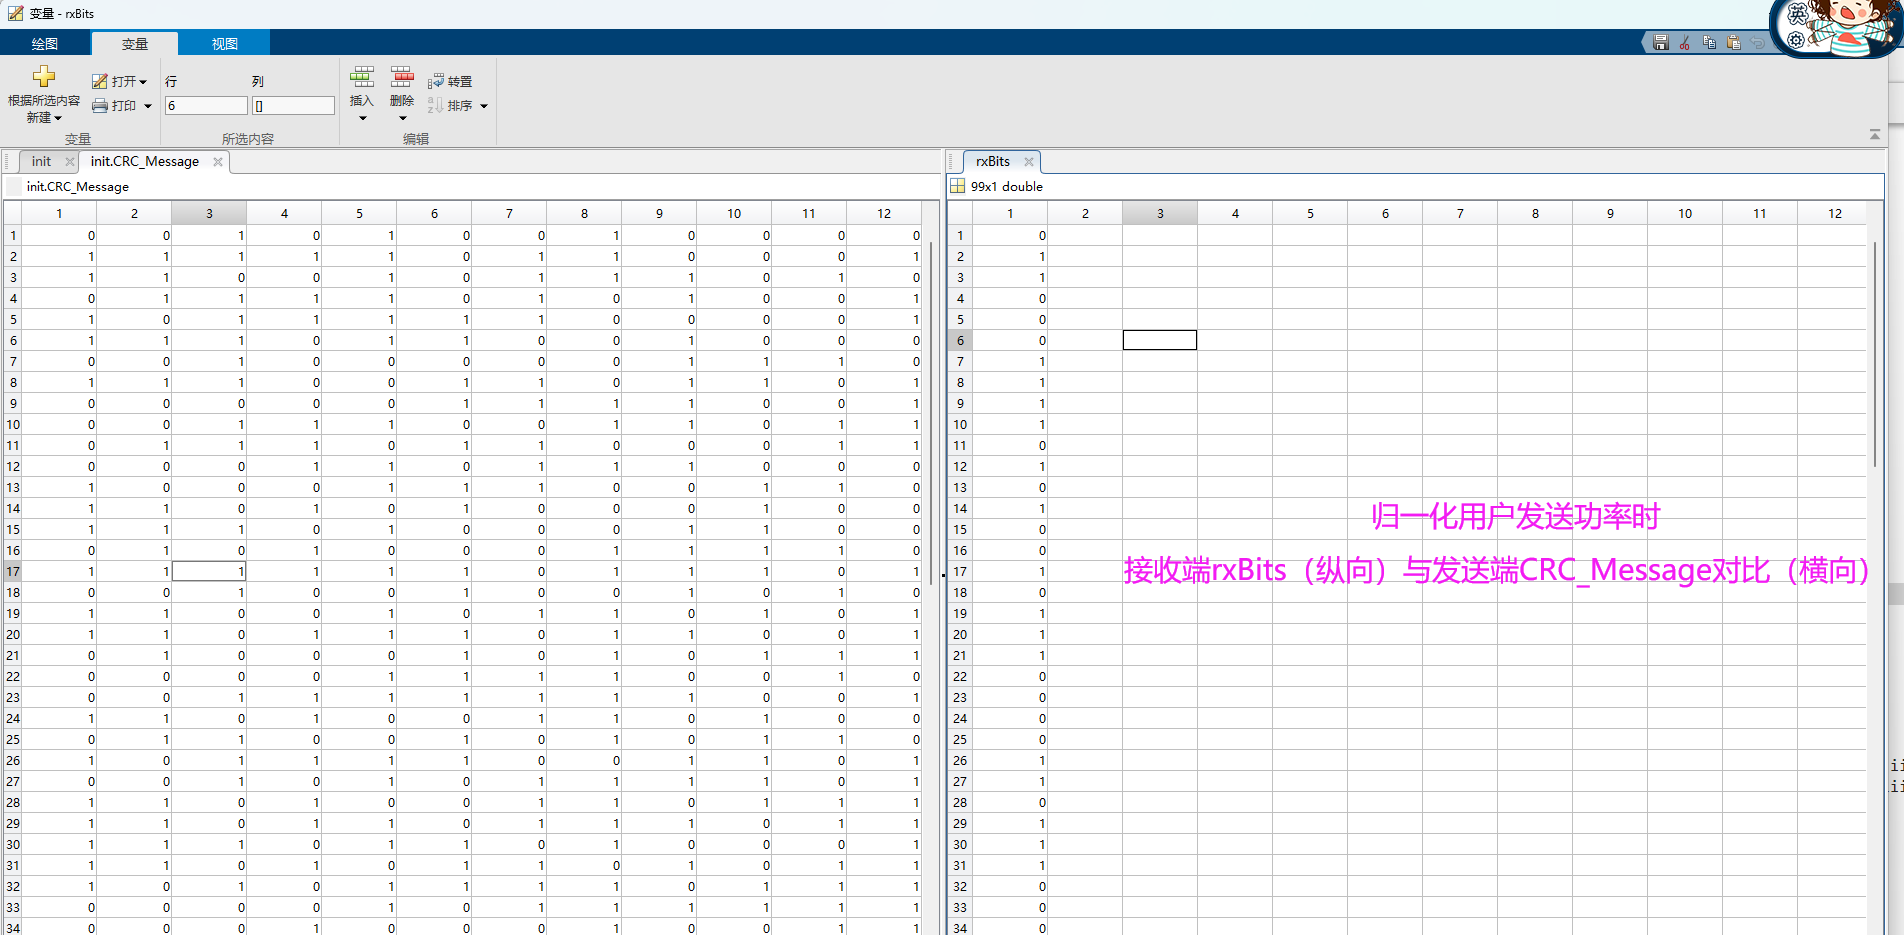 变量 - rxBits
绘图 变量 视图
英
根据所选内容
新建
打开
打印
行 列
6 []
插入 删除
转置
排序
变量 所选内容 编辑
init init.CRC_Message rxBits
init.CRC_Message
99x1 double
1 2 3 4 5 6 7 8 9 10 11 12
1 0 0 1 0 1 0 0 1 0 0 0 0
2 1 1 1 1 1 0 1 1 0 0 0 1
3 1 1 0 0 1 0 1 1 1 0 1 0
4 0 1 1 1 1 0 1 0 1 0 0 1
5 1 0 1 1 1 1 1 0 0 0 0 1
6 1 1 1 0 1 1 0 0 1 0 0 0
7 0 0 1 0 0 0 0 0 1 1 1 0
8 1 1 1 0 0 1 1 0 1 1 0 1
9 0 0 0 0 0 1 1 1 1 0 0 1
10 0 0 1 1 1 0 0 1 1 0 1 1
11 0 1 1 1 0 1 1 0 0 0 1 1
12 0 0 0 1 1 0 1 1 1 0 0 0
13 1 0 0 0 1 1 1 0 0 1 1 0
14 1 1 0 1 0 0 0 0 0 1 0 0
15 1 1 1 0 1 0 0 0 1 1 0 1
16 0 1 0 1 0 0 0 1 1 1 1 0
17 1 1 1 1 1 1 0 1 1 1 0 1
18 0 0 1 0 0 1 0 0 1 0 1 0
19 1 1 0 0 1 0 1 1 0 1 0 1
20 1 1 0 1 1 1 0 1 1 0 0 1
21 0 1 0 0 0 1 0 1 0 1 1 1
22 0 0 0 0 1 1 1 1 0 0 1 0
23 0 0 1 1 1 1 1 1 1 0 0 1
24 1 1 0 1 0 0 1 1 0 1 0 0
25 0 1 1 0 0 1 0 1 0 1 1 0
26 1 0 1 1 1 1 0 0 1 1 1 1
27 0 0 1 0 1 0 1 1 1 1 0 1
28 1 1 0 1 0 0 1 1 0 1 1 1
29 1 1 0 1 1 0 1 1 1 0 1 1
30 1 1 1 0 1 1 0 1 0 0 0 1
31 1 1 0 1 0 1 1 0 1 0 1 1
32 1 0 1 0 1 1 1 1 0 1 1 1
33 0 0 0 0 1 0 1 1 1 1 1 1
34 0 0 0 1 0 0 0 1 0 0 1 1
1 2 3 4 5 6 7 8 9 10 11 12
1 0
2 1
3 1
4 0
5 0
6 0
7 1
8 1
9 1
10 1
11 0
12 1
13 0
14 1
15 0
16 0
17 1
18 0
19 1
20 1
21 1
22 0
23 0
24 0
25 0
26 1
27 1
28 0
29 1
30 1
31 1
32 0
33 0
34 0
归一化用户发送功率时
接收端rxBits（纵向）与发送端CRC_Message对比（横向）